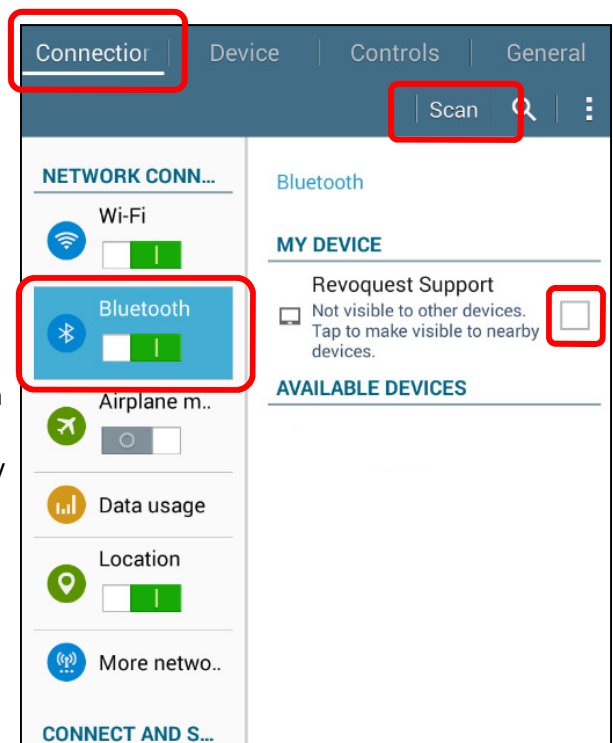 Connection Device Controls General
Scan
NETWORK CONN...
Wi-Fi
Bluetooth
Airplane m..
Data usage
Location
More netwo..
CONNECT AND S...
Bluetooth
MY DEVICE
Revoquest Support
Not visible to other devices.
Tap to make visible to nearby
devices.
AVAILABLE DEVICES